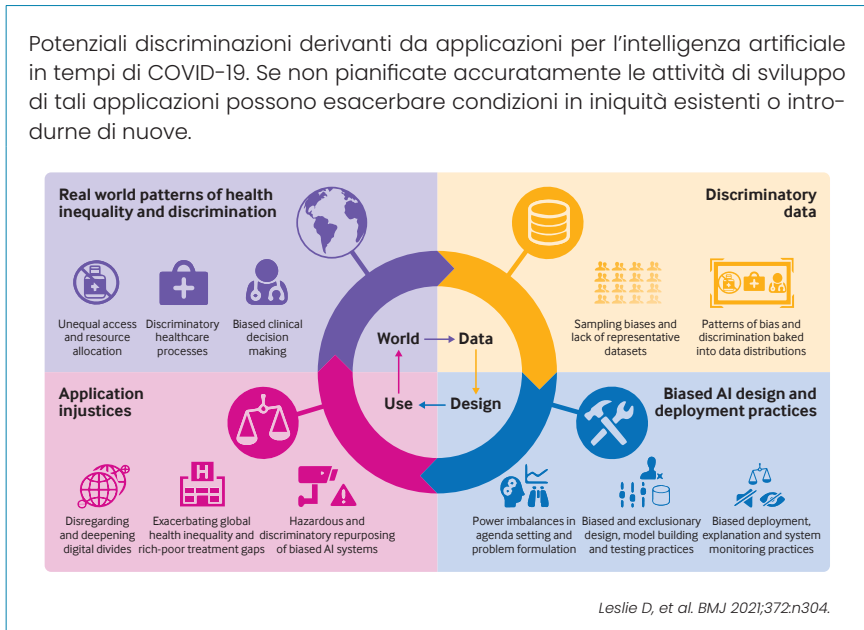 Potenziali discriminazioni derivanti da applicazioni per l'intelligenza artificiale
in tempi di COVID-19. Se non pianificate accuratamente le attività di sviluppo
di tali applicazioni possono esacerbare condizioni in iniquità esistenti o intro-
durne di nuove.
Real world patterns of health
inequality and discrimination
Unequal access
and resource
allocation
Discriminatory
healthcare
processes
Biased clinical
decision
making
Discriminatory
data
Sampling biases and
lack of representative
datasets
Patterns of bias and
discrimination baked
into data distributions
World
Data
Use
Design
Application
injustices
H
Disregarding
and deepening
digital divides
Exacerbating global
health inequality and
rich-poor treatment gaps
Hazardous and
discriminatory repurposing
of biased AI systems
Biased AI design and
deployment practices
Power imbalances in
agenda setting and
problem formulation
Biased and exclusionary
design, model building
and testing practices
Biased deployment,
explanation and system
monitoring practices
Leslie D, et al. BMJ 2021;372:n304.